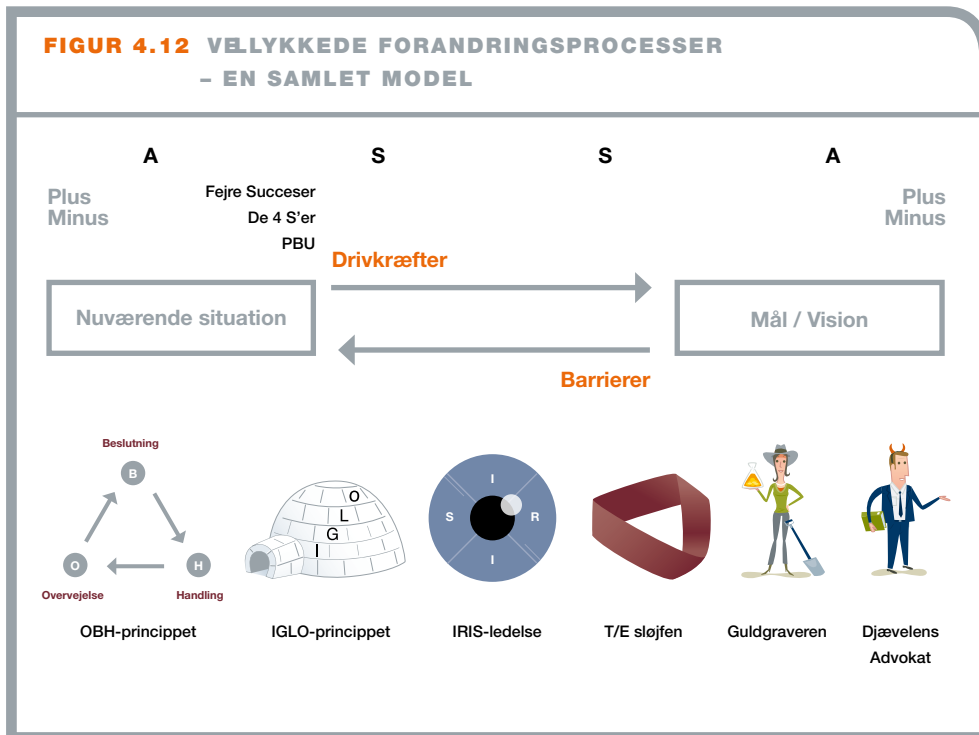 FIGUR 4.12 VELLYKKEDE FORANDRINGSPROCESSER
– EN SAMLET MODEL
A S S A
Plus
Minus
Fejre Succeser
De 4 S'er
PBU
Plus
Minus
Drivkræfter
Nuværende situation
Mål / Vision
Barrierer
Beslutning
B
O
H
Overvejelse
Handling
O
L
G
I
I
S
R
I
OBH-princippet
IGLO-princippet
IRIS-ledelse
T/E sløjfen
Guldgraveren
Djævelens
Advokat